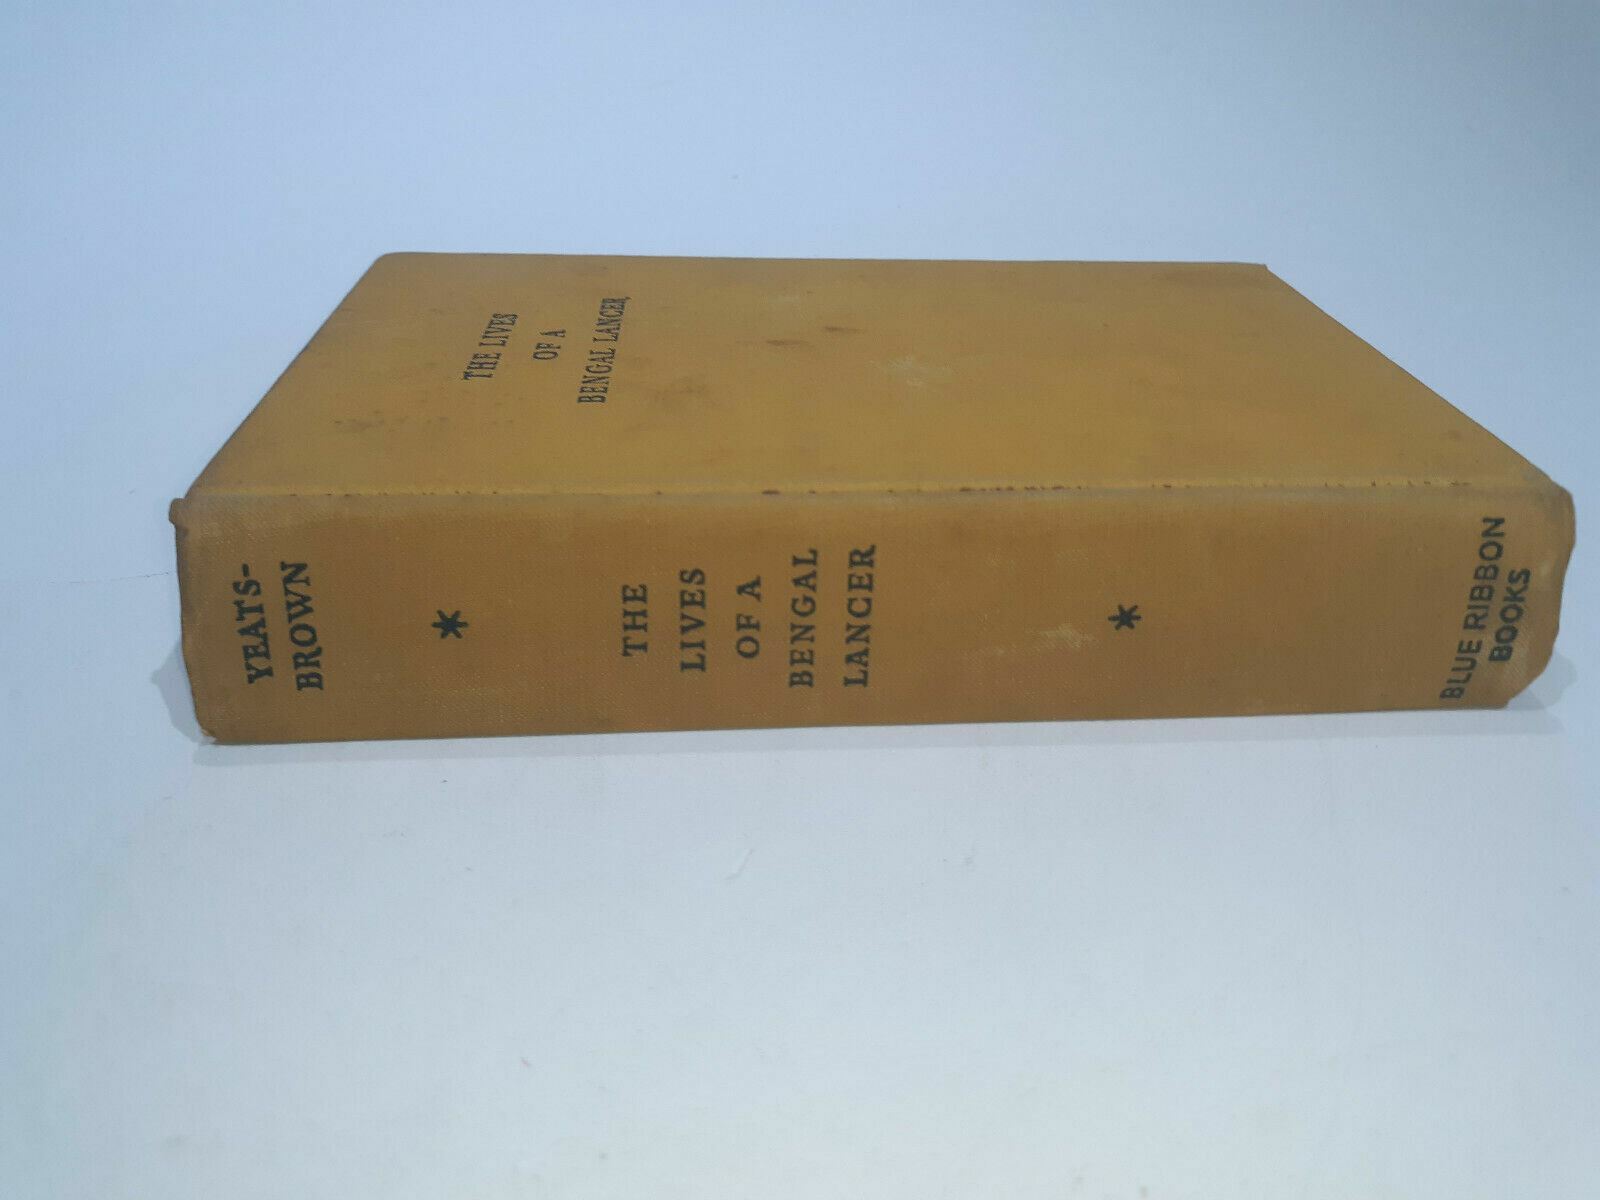 THE LIVES
OF A
BENGAL LANCER
YEATS-
BROWN
*
THE
LIVES
OF A
BENGAL
LANCER
*
BLUE RIBBON
BOOKS